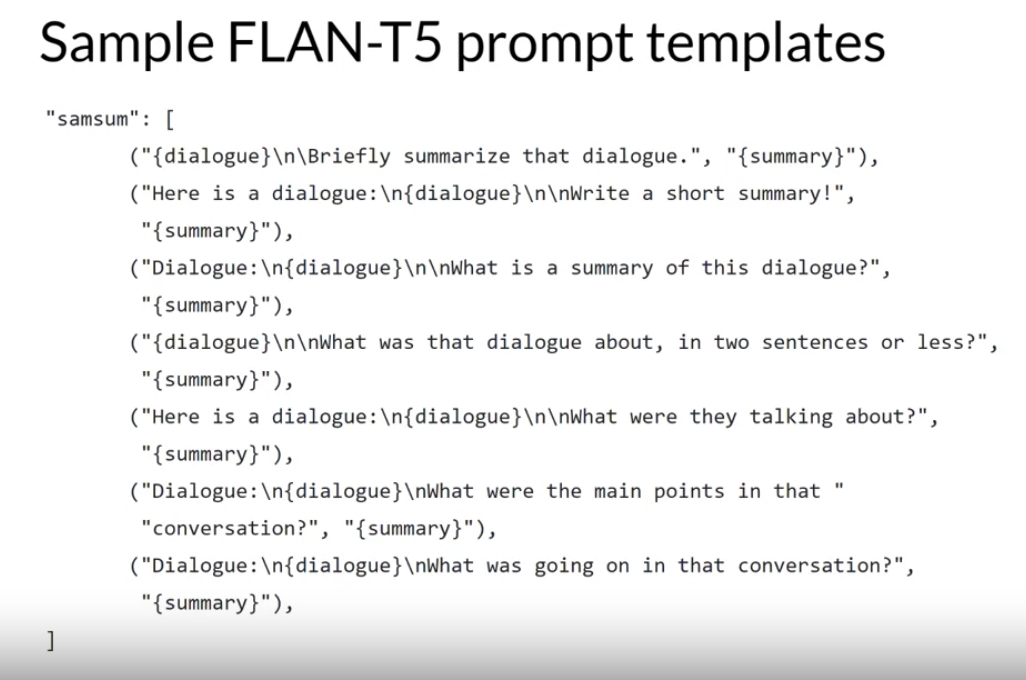 Sample FLAN-T5 prompt templates
"samsum": [
("{dialogue}\n\Briefly summarize that dialogue.", "{summary}"),
("Here is a dialogue:\n{dialogue}\n\nWrite a short summary!",
"{summary}"),
("Dialogue:\n{dialogue}\n\nWhat is a summary of this dialogue?",
"{summary}"),
("{dialogue}\n\nWhat was that dialogue about, in two sentences or less?",
"{summary}"),
("Here is a dialogue:\n{dialogue}\n\nWhat were they talking about?",
"{summary}"),
("Dialogue:\n{dialogue}\nWhat were the main points in that "
"conversation?", "{summary}"),
("Dialogue:\n{dialogue}\nWhat was going on in that conversation?",
"{summary}"),
]